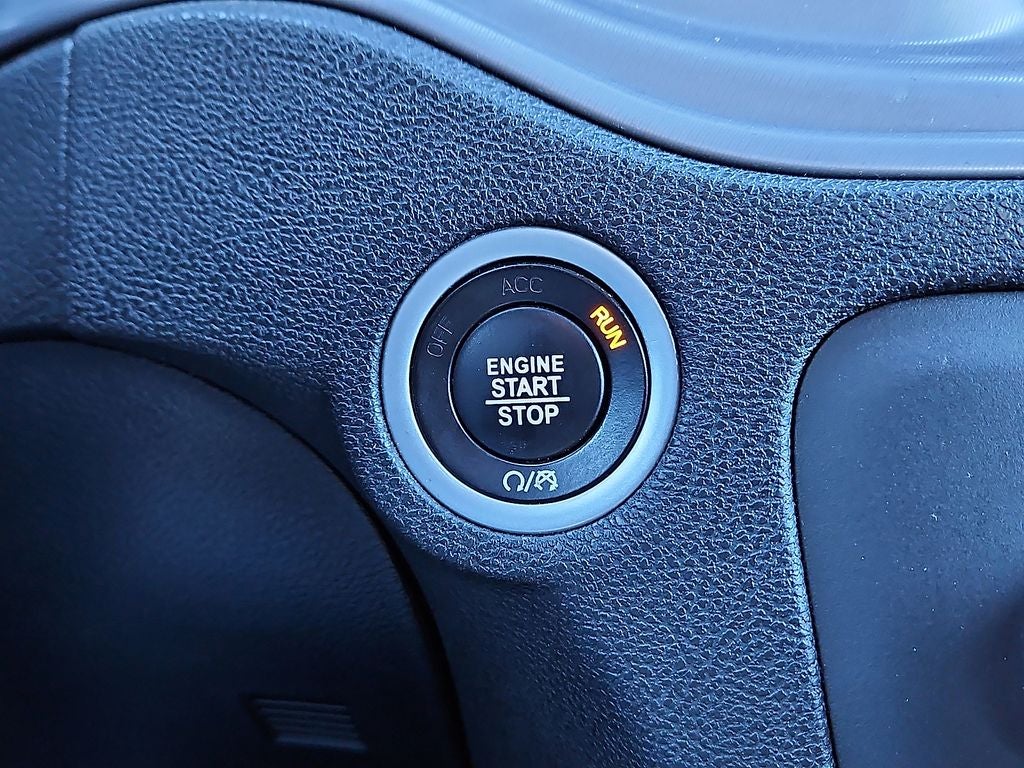 ACC
OFF
RUN
ENGINE
START
STOP